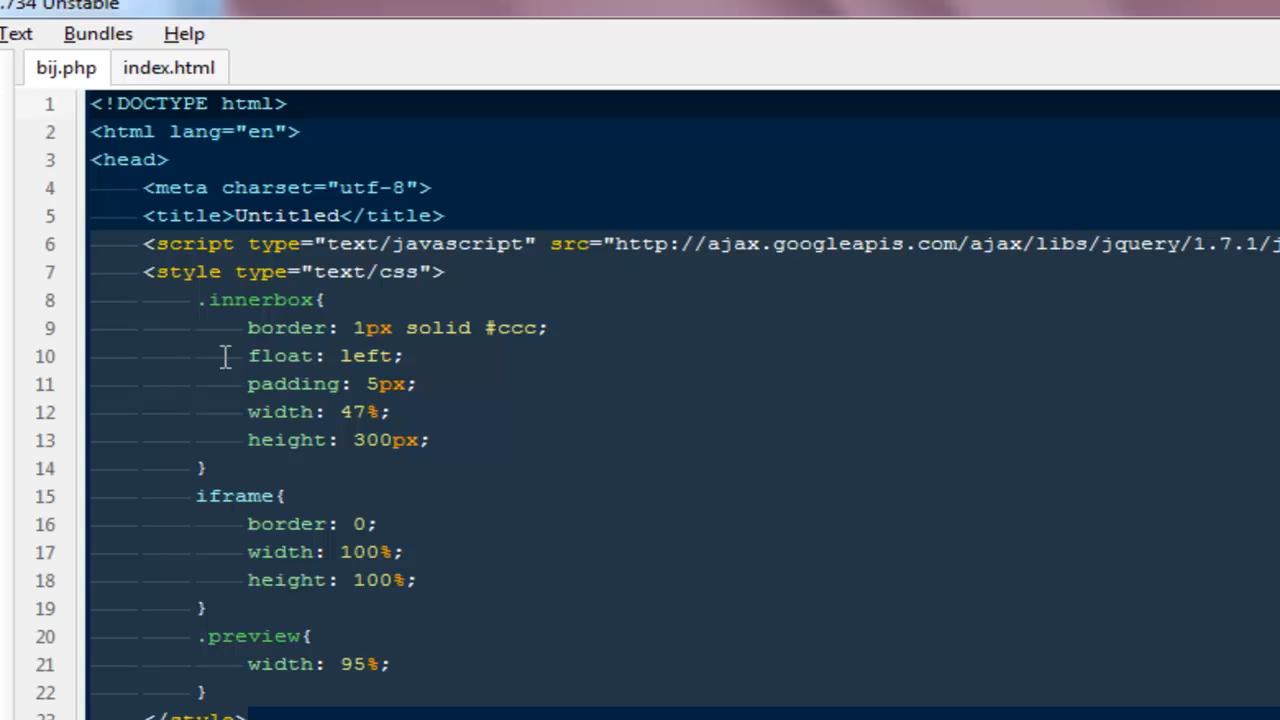 .734 Unstable
Text Bundles Help
bij.php index.html
1 <!DOCTYPE html>
2 <html lang="en">
3 <head>
4 <meta charset="utf-8">
5 <title>Untitled</title>
6 <script type="text/javascript" src="http://ajax.googleapis.com/ajax/libs/jquery/1.7.1/j
7 <style type="text/css">
8 .innerbox{
9 border: 1px solid #ccc;
10 float: left;
11 padding: 5px;
12 width: 47%;
13 height: 300px;
14 }
15 iframe{
16 border: 0;
17 width: 100%;
18 height: 100%;
19 }
20 .preview{
21 width: 95%;
22 }
23 </style>